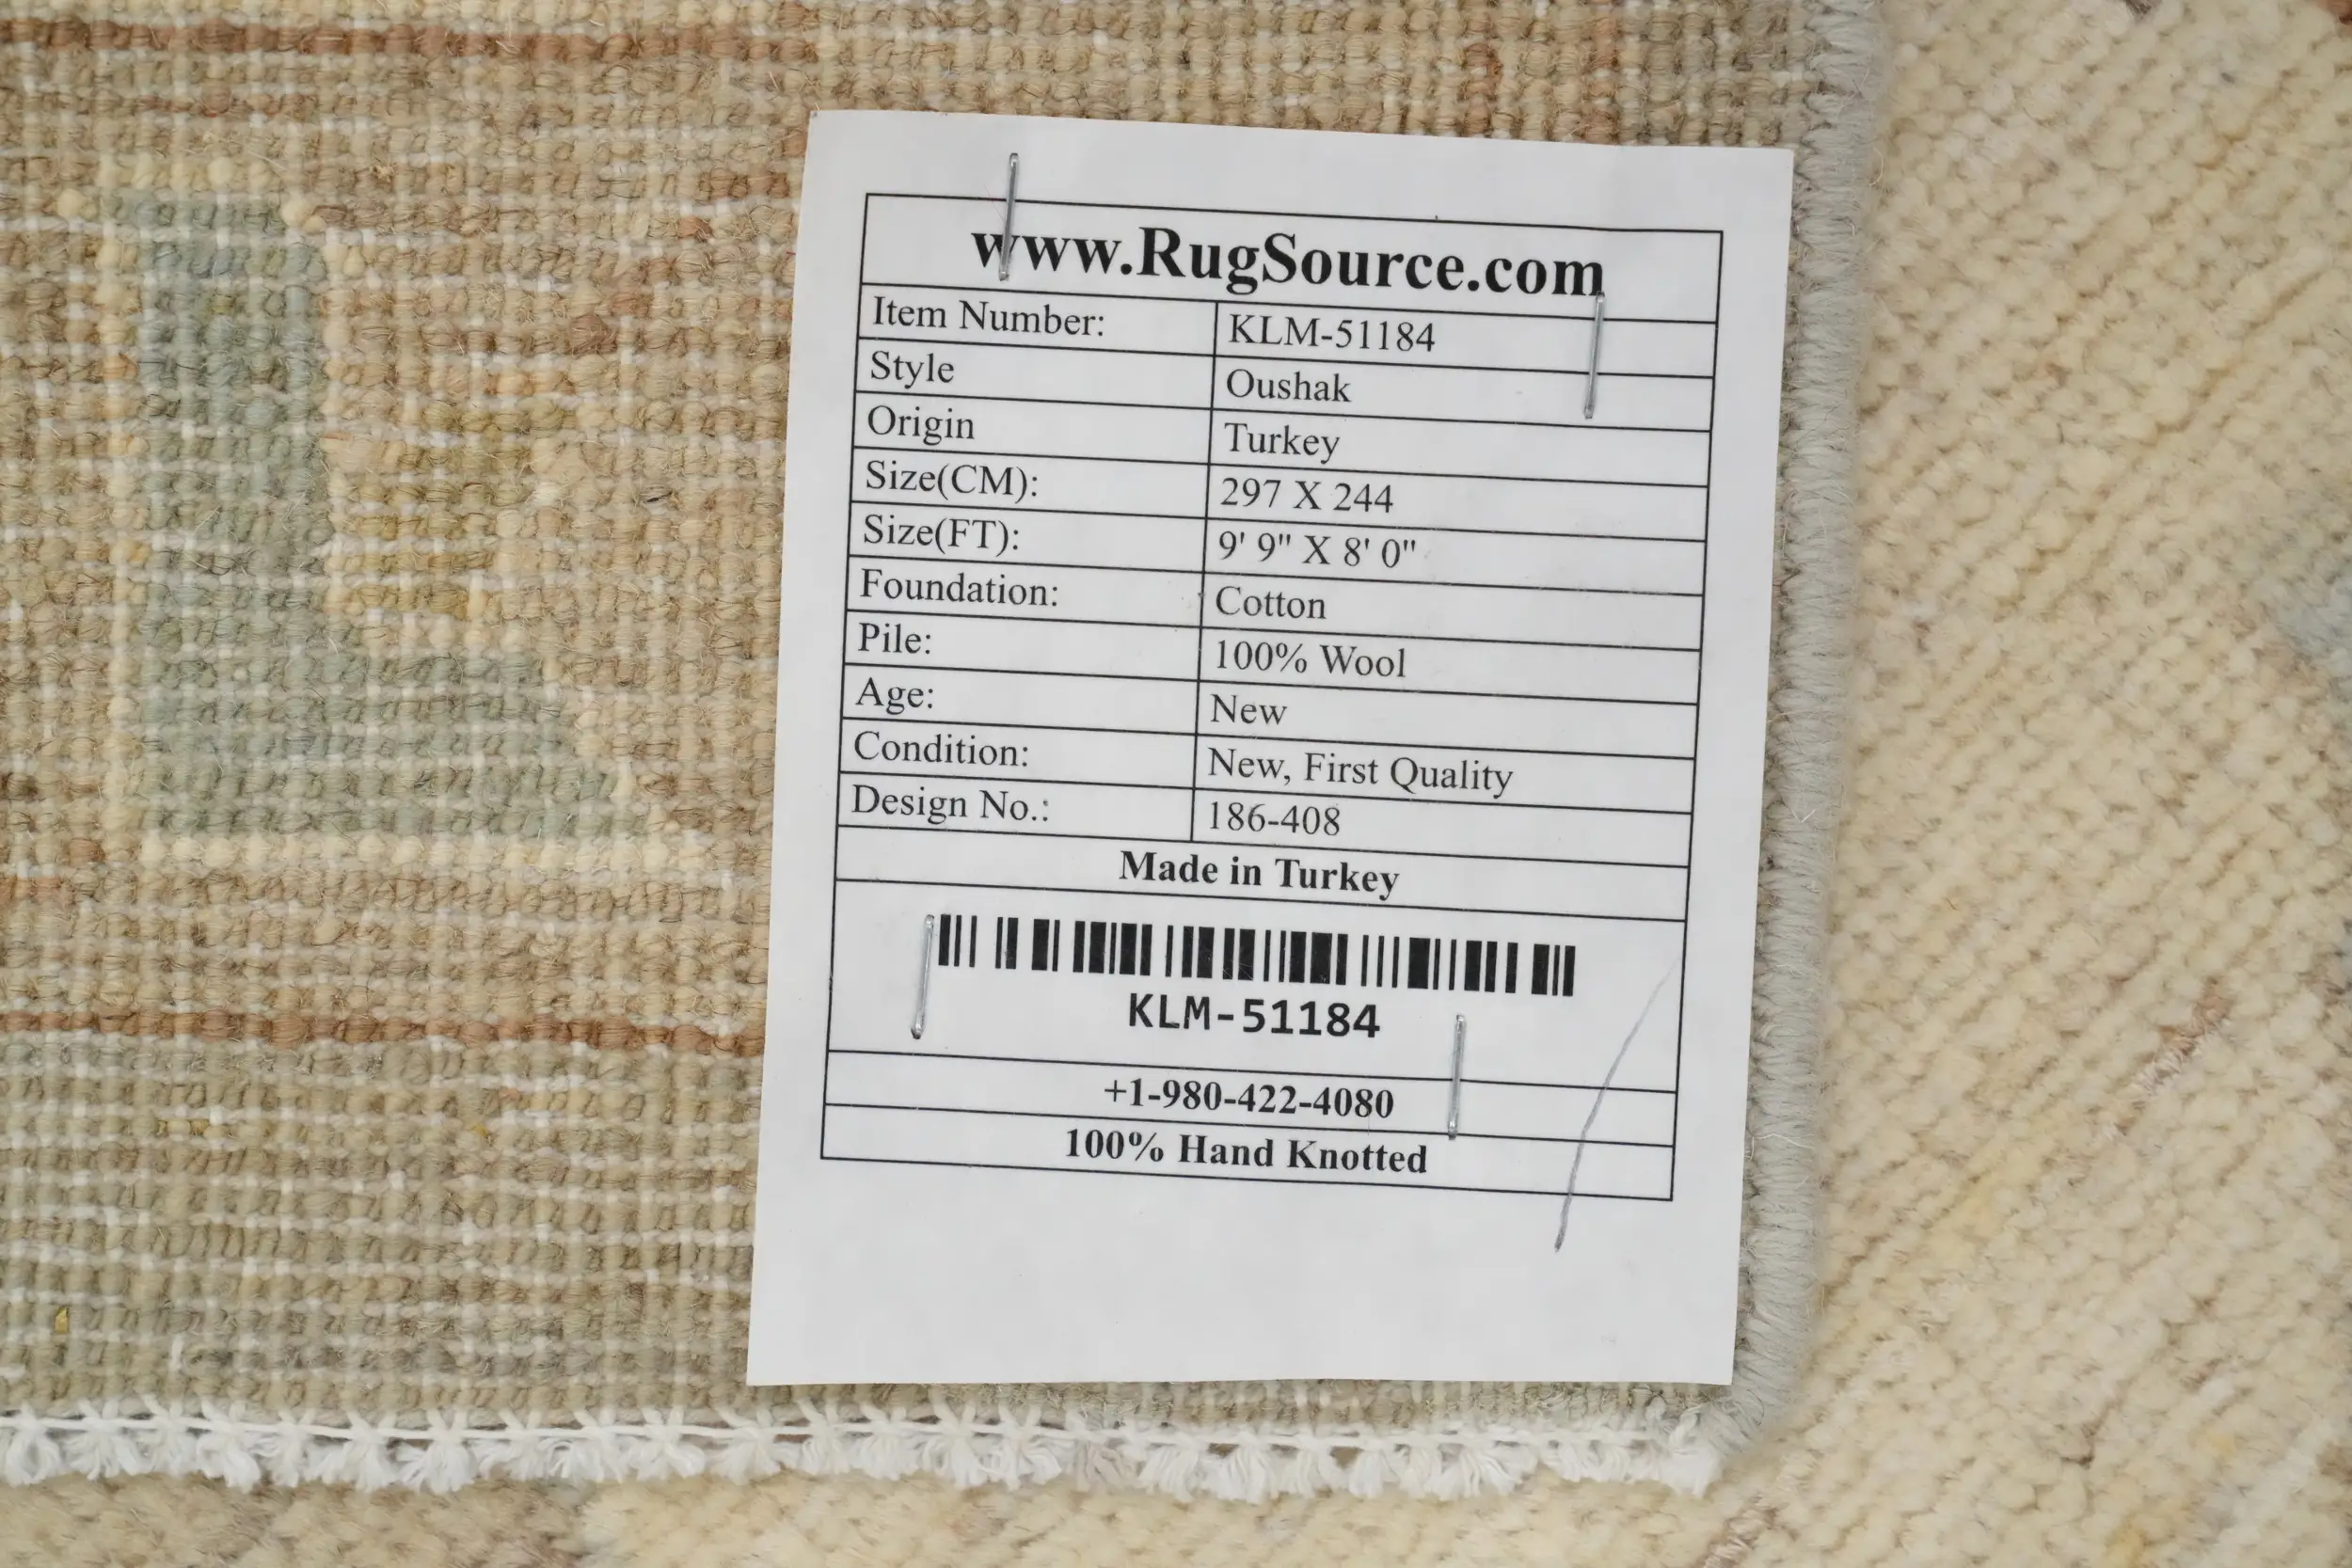 www.RugSource.com
Item Number: KLM-51184
Style Oushak
Origin Turkey
Size(CM): 297 X 244
Size(FT): 9' 9" X 8' 0"
Foundation: Cotton
Pile: 100% Wool
Age: New
Condition: New, First Quality
Design No.: 186-408
Made in Turkey
KLM-51184
+1-980-422-4080
100% Hand Knotted